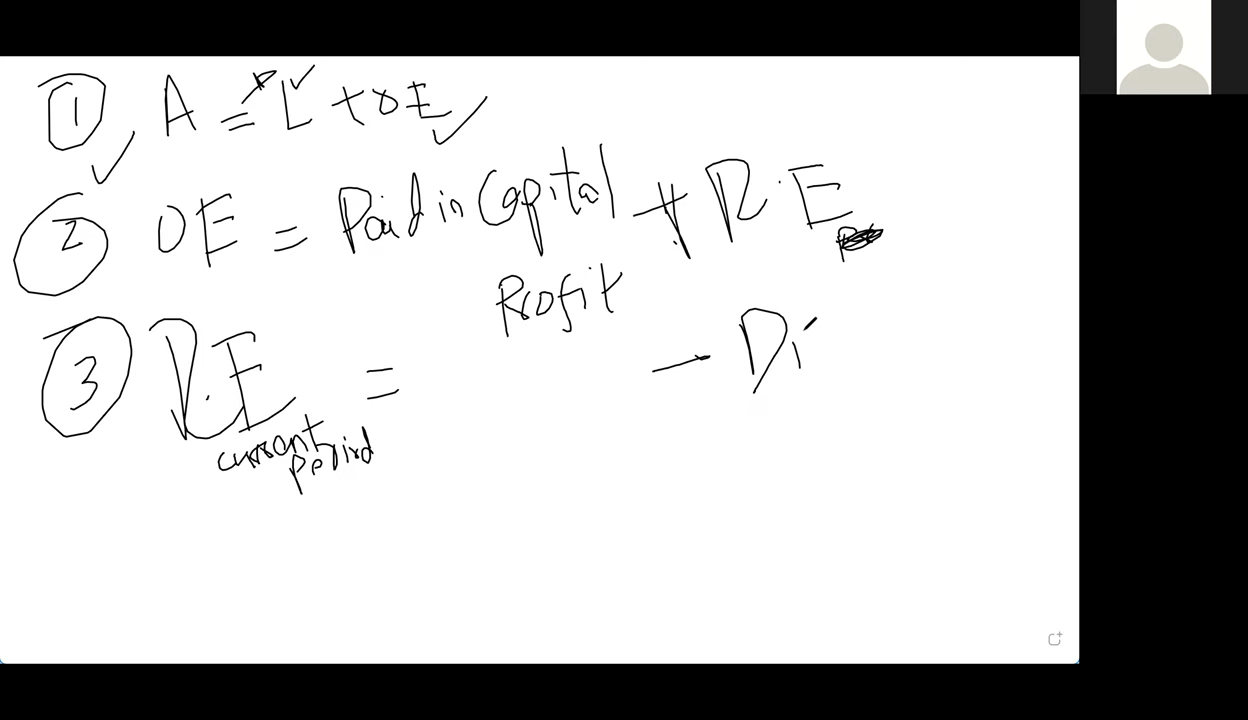 1 A = L + OE
2 OE = Paid in Capital + R.E
Profit
3 R.E = - Di
current
period